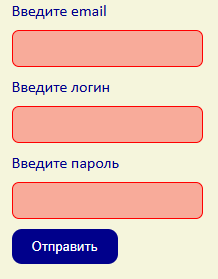 Введите email
Введите логин
Введите пароль
Отправить